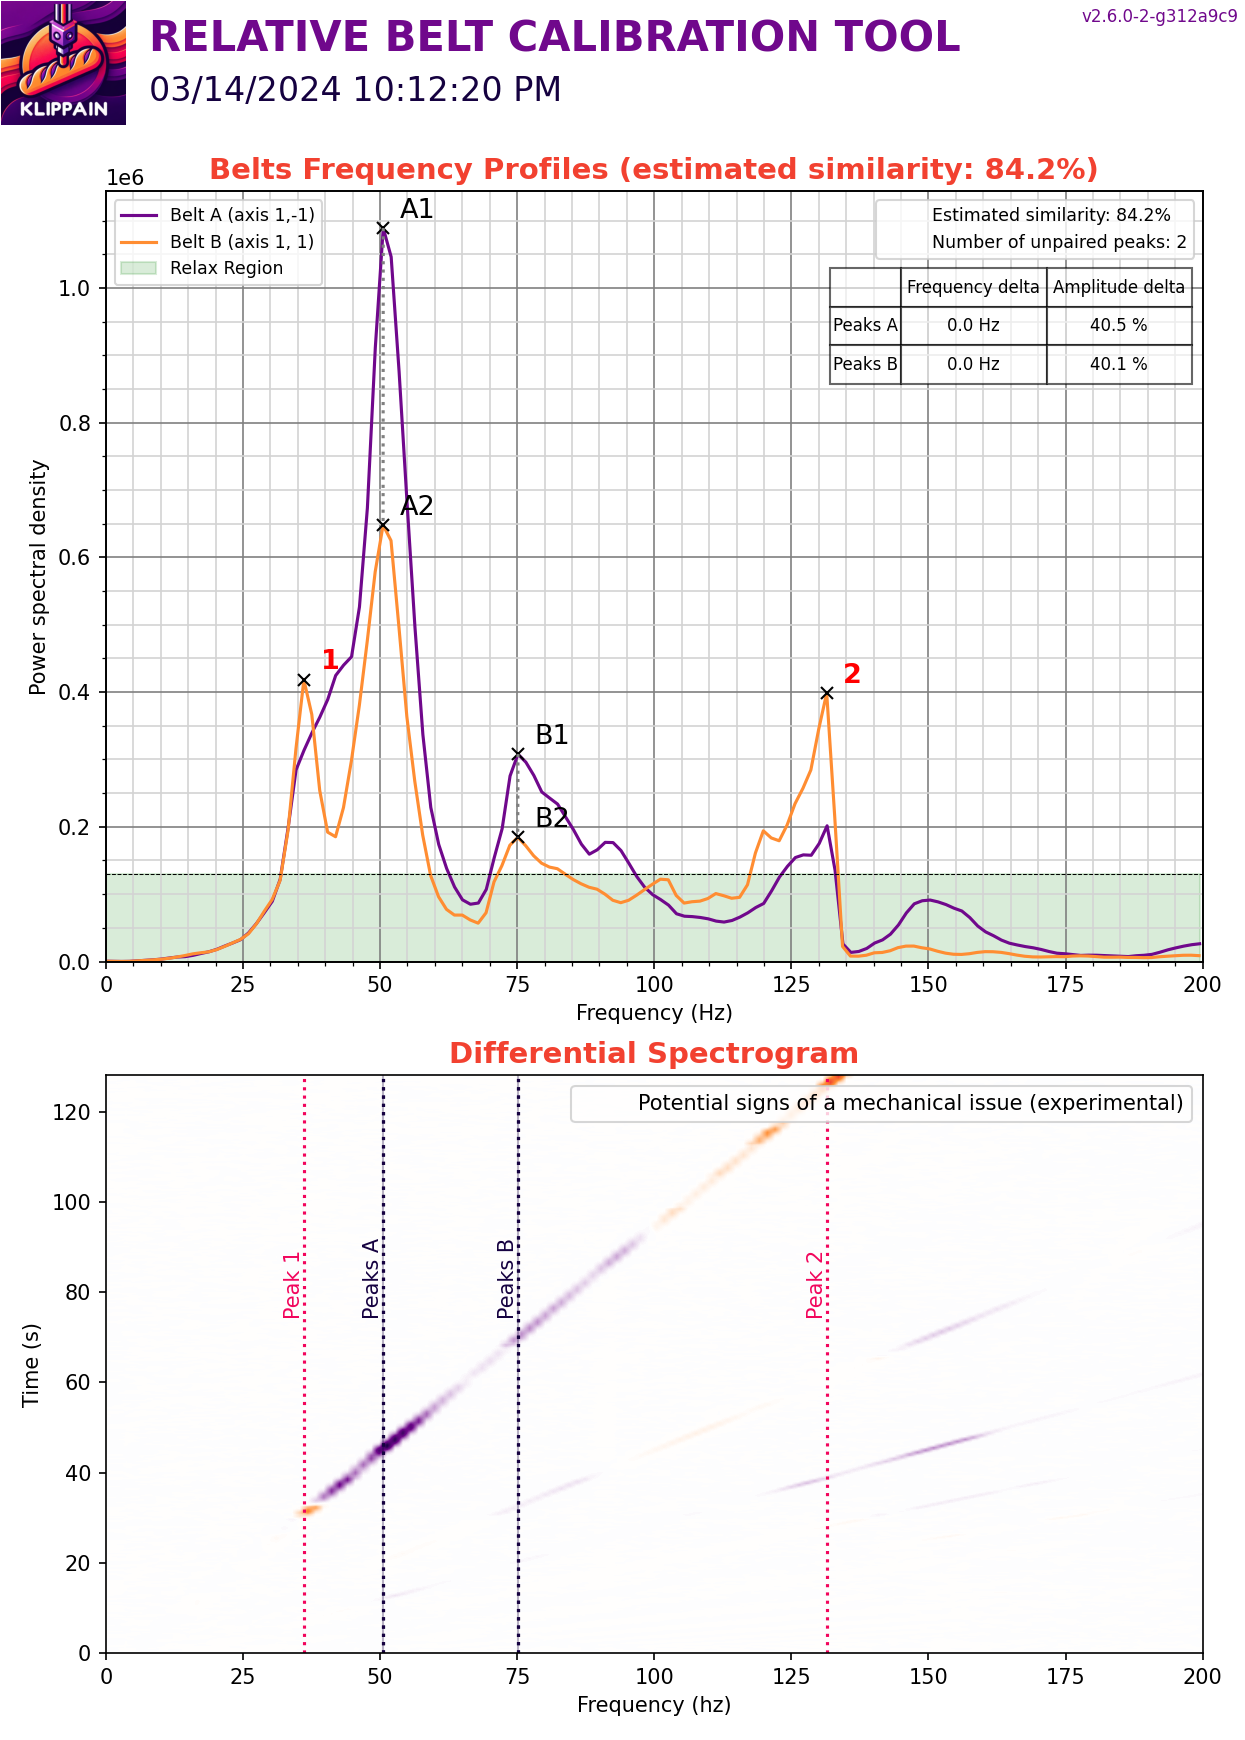 KLIPPAIN
RELATIVE BELT CALIBRATION TOOL
v2.6.0-2-g312a9c9
03/14/2024 10:12:20 PM
Belts Frequency Profiles (estimated similarity: 84.2%)
1e6
Belt A (axis 1,-1)
Belt B (axis 1, 1)
Relax Region
Estimated similarity: 84.2%
Number of unpaired peaks: 2
Frequency delta Amplitude delta
Peaks A 0.0 Hz 40.5 %
Peaks B 0.0 Hz 40.1 %
A1
A2
1
2
B1
B2
Power spectral density
1.0
0.8
0.6
0.4
0.2
0.0
0 25 50 75 100 125 150 175 200
Frequency (Hz)
Differential Spectrogram
Potential signs of a mechanical issue (experimental)
Peak 1
Peaks A
Peaks B
Peak 2
Time (s)
120
100
80
60
40
20
0
0 25 50 75 100 125 150 175 200
Frequency (hz)